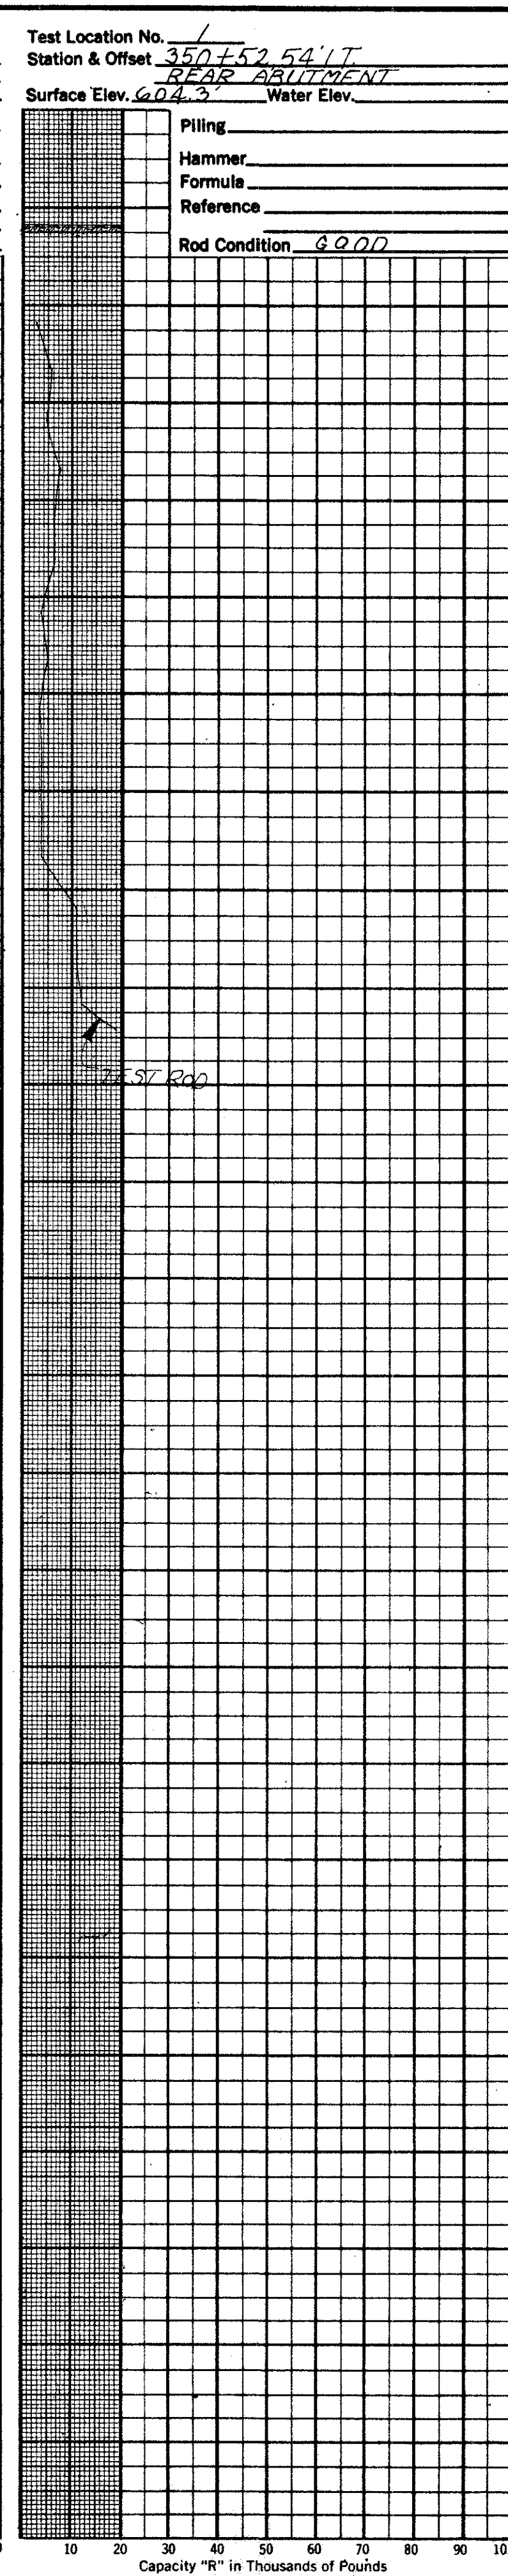 Test Location No. 1
Station & Offset 350+52, 54' LT.
REAR ABUTMENT
Surface Elev. 604.3' Water Elev.
Piling
Hammer
Formula
Reference
Rod Condition GOOD
TEST ROD
10 20 30 40 50 60 70 80 90
Capacity "R" in Thousands of Pounds